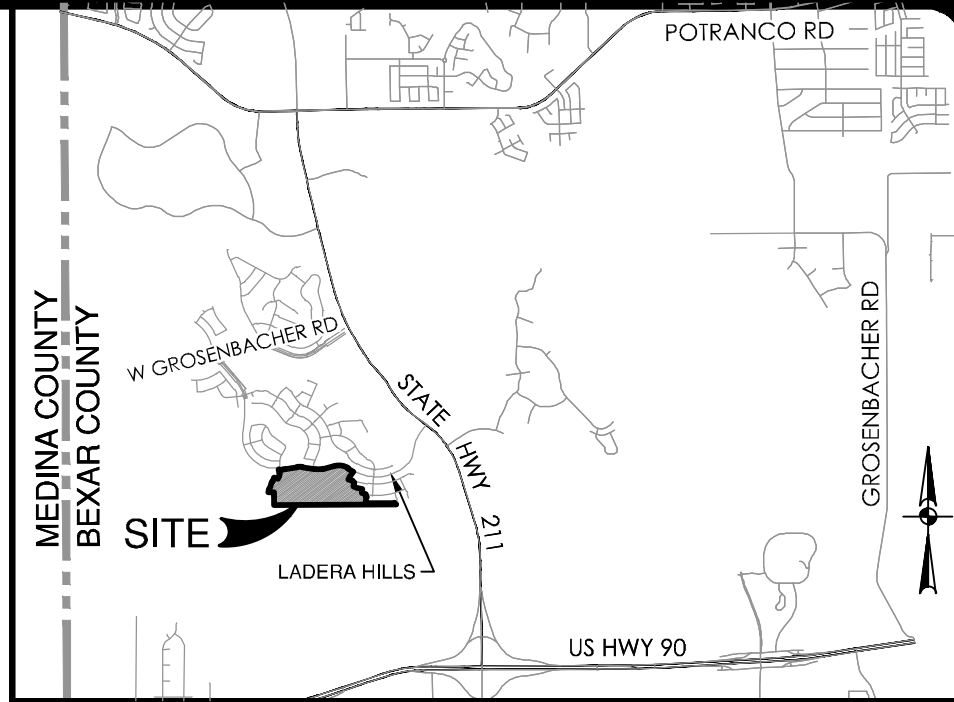 POTRANCO RD
MEDINA COUNTY
BEXAR COUNTY
W GROSENBACHER RD
GROSENBACHER RD
STATE HWY 211
SITE
LADERA HILLS
US HWY 90